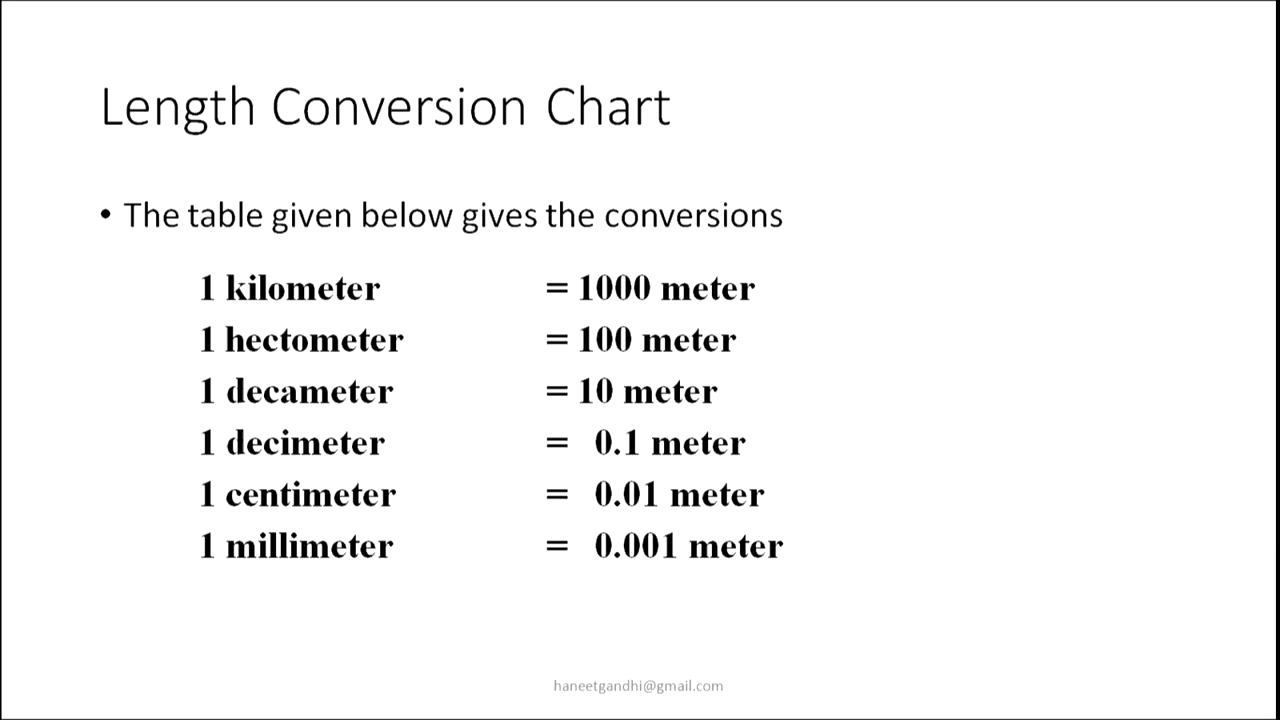 Length Conversion Chart
• The table given below gives the conversions
1 kilometer = 1000 meter
1 hectometer = 100 meter
1 decameter = 10 meter
1 decimeter = 0.1 meter
1 centimeter = 0.01 meter
1 millimeter = 0.001 meter
haneetgandhi@gmail.com